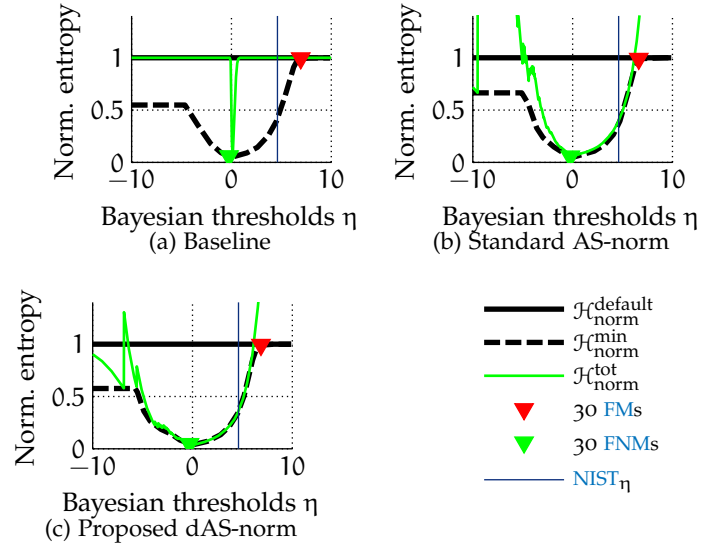 Norm. entropy
1
0.5
0
−10
0
10
Bayesian thresholds η
(a) Baseline
Norm. entropy
1
0.5
0
−10
0
10
Bayesian thresholds η
(b) Standard AS-norm
Norm. entropy
1
0.5
0
−10
0
10
Bayesian thresholds η
(c) Proposed dAS-norm
ℋ^default_norm
ℋ^min_norm
ℋ^tot_norm
30 FMs
30 FNMs
NIST_η